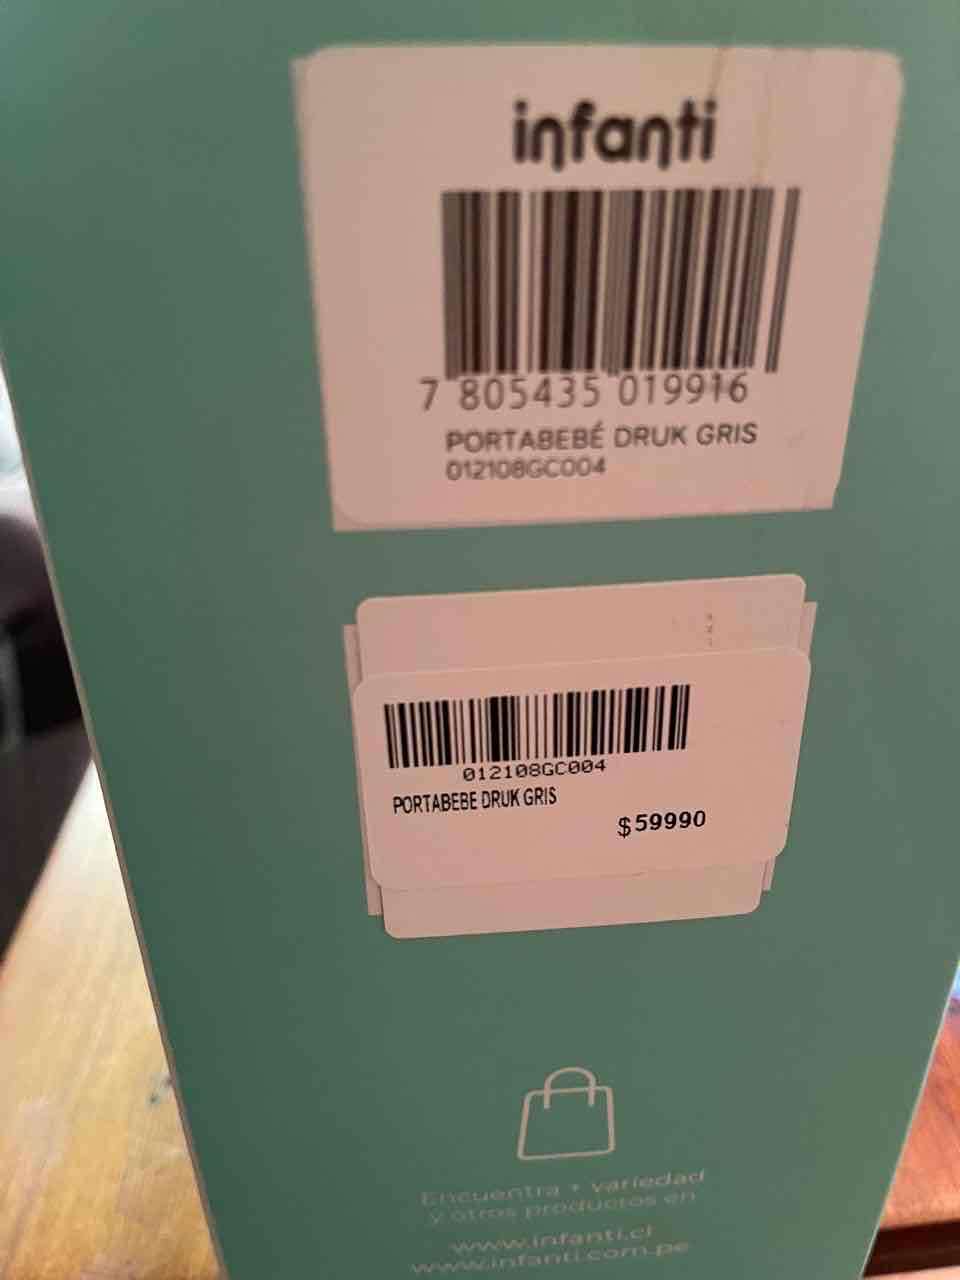 infanti
7 805435 019916
PORTABEBÉ DRUK GRIS
012108GC004
012108GC004
PORTABEBE DRUK GRIS
$59990
Encuentra + variedad
y otros productos en
www.infanti.cl
www.infanti.com.pe